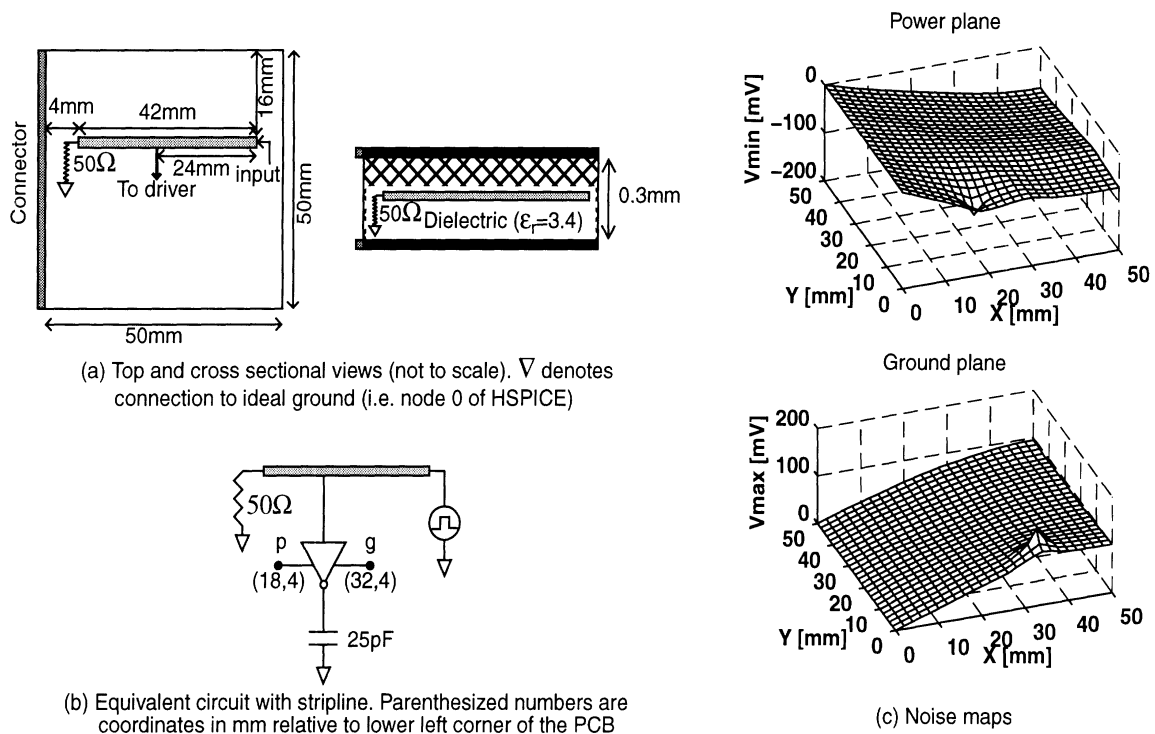 Connector
4mm
42mm
16mm
50Ω
To driver
24mm
input
50mm
50mm
50Ω
Dielectric (εr=3.4)
0.3mm
(a) Top and cross sectional views (not to scale). ∇ denotes
connection to ideal ground (i.e. node 0 of HSPICE)
50Ω
p
g
(18,4)
(32,4)
25pF
(b) Equivalent circuit with stripline. Parenthesized numbers are
coordinates in mm relative to lower left corner of the PCB
Power plane
Vmin [mV]
0
−100
−200
50
40
30
20
10
0
Y [mm]
0
10
20
30
40
50
X [mm]
Ground plane
Vmax [mV]
200
100
0
50
40
30
20
10
0
Y [mm]
0
10
20
30
40
50
X [mm]
(c) Noise maps